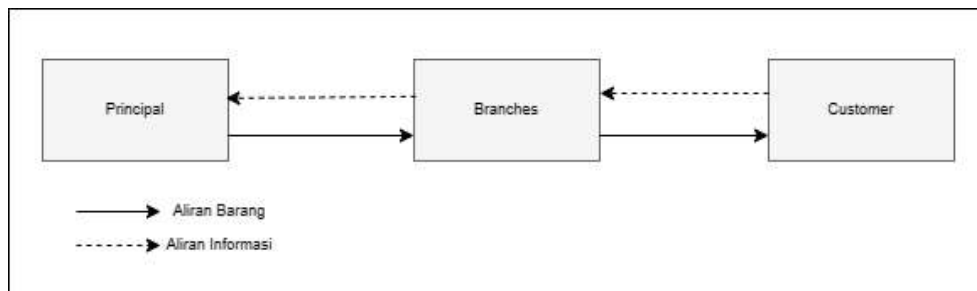 Principal
Branches
Customer
Aliran Barang
Aliran Informasi